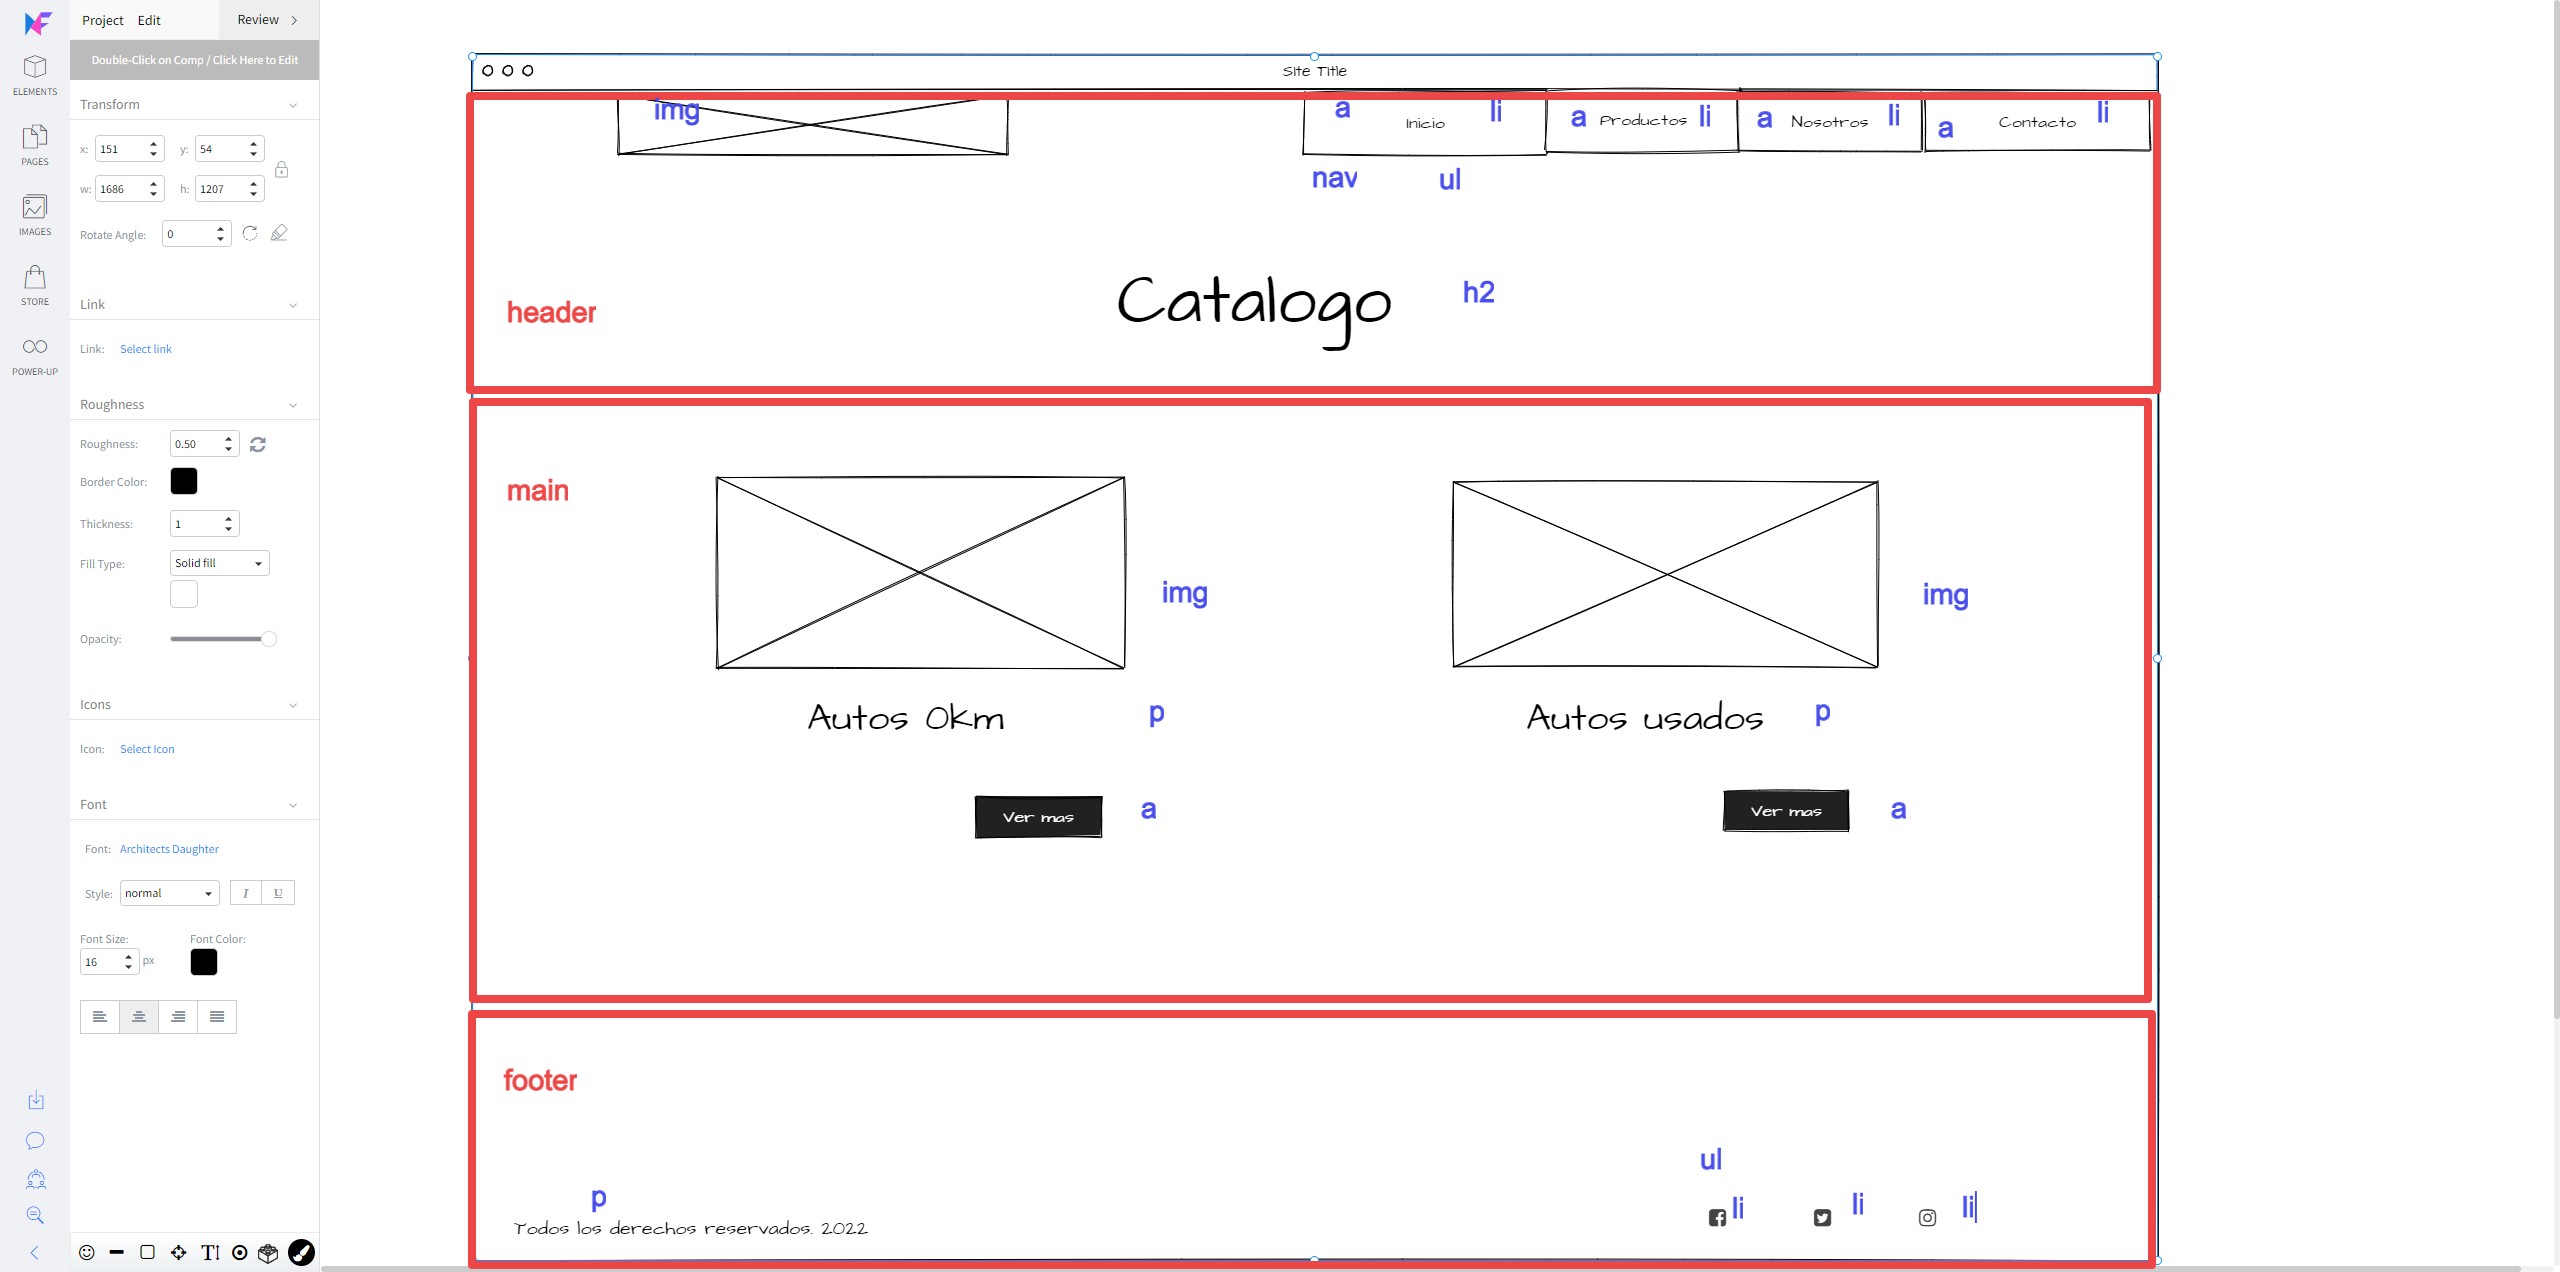 Project Edit Review
Double-Click on Comp / Click Here to Edit
ELEMENTS
PAGES
IMAGES
STORE
POWER-UP
Transform
x: 151 y: 54
w: 1686 h: 1207
Rotate Angle: 0
Link
Link: Select link
Roughness
Roughness: 0.50
Border Color:
Thickness: 1
Fill Type: Solid fill
Opacity:
Icons
Icon: Select Icon
Font
Font: Architects Daughter
Style: normal I U
Font Size: Font Color:
16 px
Site Title
img a Inicio li a Productos li a Nosotros li a Contacto li
nav ul
header Catalogo h2
main
img img
Autos 0km p Autos usados p
Ver mas a Ver mas a
footer
ul
p li li li
Todos los derechos reservados. 2022